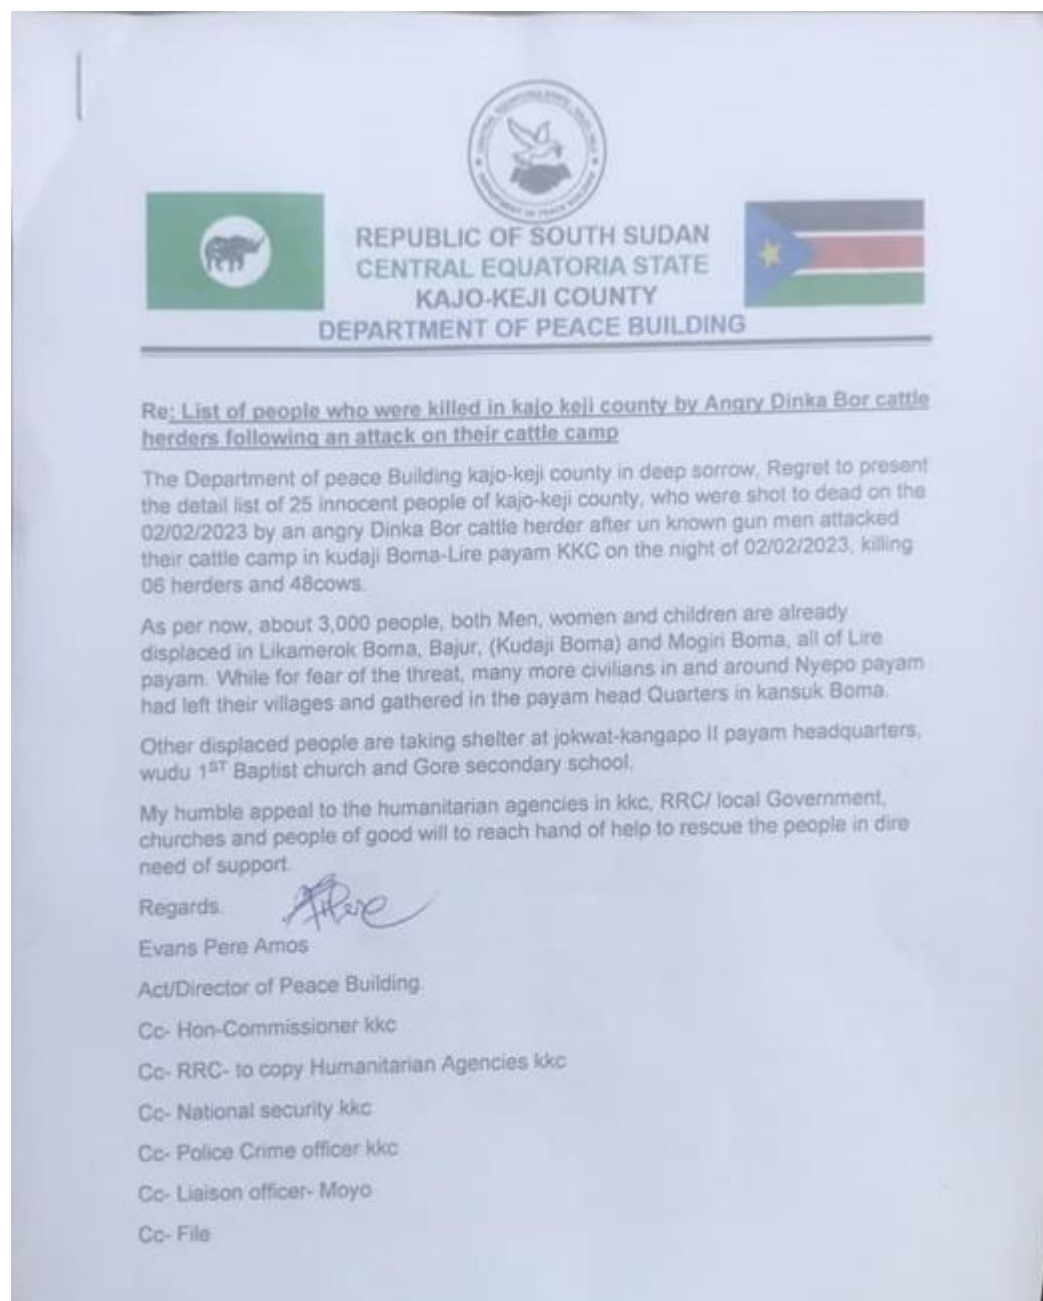 REPUBLIC OF SOUTH SUDAN
CENTRAL EQUATORIA STATE
KAJO-KEJI COUNTY
DEPARTMENT OF PEACE BUILDING
Re: List of people who were killed in kajo keji county by Angry Dinka Bor cattle
herders following an attack on their cattle camp
The Department of peace Building kajo-keji county in deep sorrow, Regret to present
the detail list of 25 innocent people of kajo-keji county, who were shot to dead on the
02/02/2023 by an angry Dinka Bor cattle herder after un known gun men attacked
their cattle camp in kudaji Boma-Lire payam KKC on the night of 02/02/2023, killing
06 herders and 48cows.
As per now, about 3,000 people, both Men, women and children are already
displaced in Likamerok Boma, Bajur, (Kudaji Boma) and Mogiri Boma, all of Lire
payam. While for fear of the threat, many more civilians in and around Nyepo payam
had left their villages and gathered in the payam head Quarters in kansuk Boma.
Other displaced people are taking shelter at jokwat-kangapo II payam headquarters,
wudu 1ST Baptist church and Gore secondary school.
My humble appeal to the humanitarian agencies in kkc, RRC/ local Government,
churches and people of good will to reach hand of help to rescue the people in dire
need of support.
Regards.
Evans Pere Amos
Act/Director of Peace Building.
Cc- Hon-Commissioner kkc
Cc- RRC- to copy Humanitarian Agencies kkc
Cc- National security kkc
Cc- Police Crime officer kkc
Cc- Liaison officer- Moyo
Cc- File